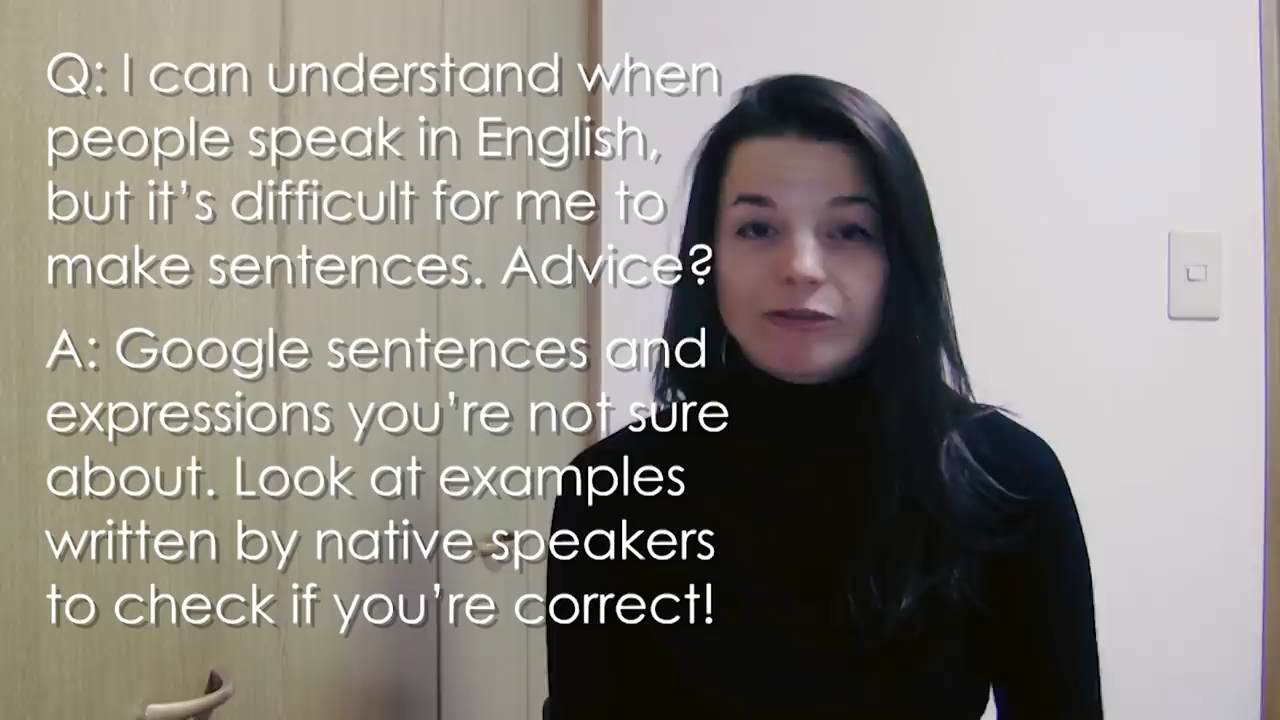 Q: I can understand when
people speak in English,
but it's difficult for me to
make sentences. Advice?
A: Google sentences and
expressions you're not sure
about. Look at examples
written by native speakers
to check if you're correct!